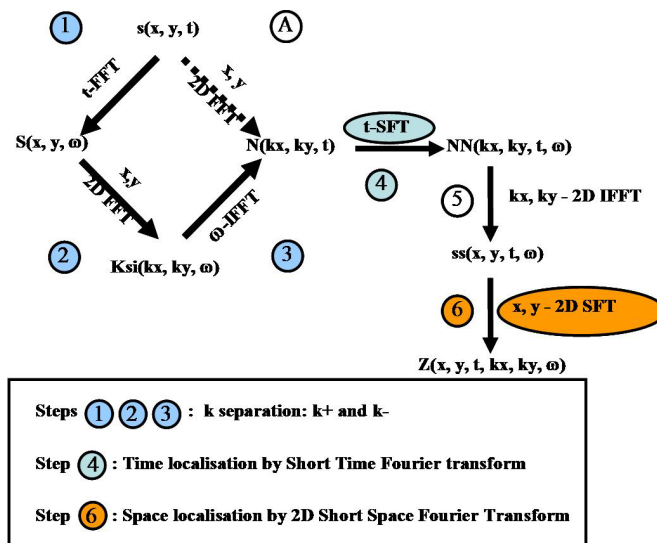 1
s(x, y, t)
A
t-FFT
x, y
2D FFT
S(x, y, ω)
N(kx, ky, t)
t-SFT
NN(kx, ky, t, ω)
x,y
2D FFT
ω-IFFT
4
5
kx, ky - 2D IFFT
2
Ksi(kx, ky, ω)
3
ss(x, y, t, ω)
6
x, y - 2D SFT
Z(x, y, t, kx, ky, ω)
Steps 1 2 3 : k separation: k+ and k-
Step 4 : Time localisation by Short Time Fourier transform
Step 6 : Space localisation by 2D Short Space Fourier Transform